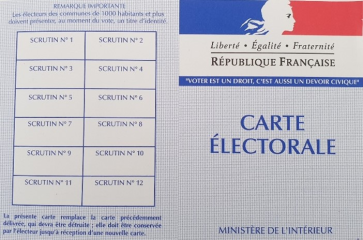 REMARQUE IMPORTANTE
Les électeurs des communes de 1000 habitants et plus
doivent présenter, au moment du vote, un titre d'identité.
SCRUTIN N° 1
SCRUTIN N° 2
SCRUTIN N° 3
SCRUTIN N° 4
SCRUTIN N° 5
SCRUTIN N° 6
SCRUTIN N° 7
SCRUTIN N° 8
SCRUTIN N° 9
SCRUTIN N° 10
SCRUTIN N° 11
SCRUTIN N° 12
La présente carte remplace la carte précédemment
délivrée, qui devra être détruite ; elle doit être conservée
par l'électeur jusqu'à réception d'une nouvelle carte.
Liberté • Égalité • Fraternité
RÉPUBLIQUE FRANÇAISE
"VOTER EST UN DROIT, C'EST AUSSI UN DEVOIR CIVIQUE"
CARTE
ÉLECTORALE
MINISTÈRE DE L'INTÉRIEUR